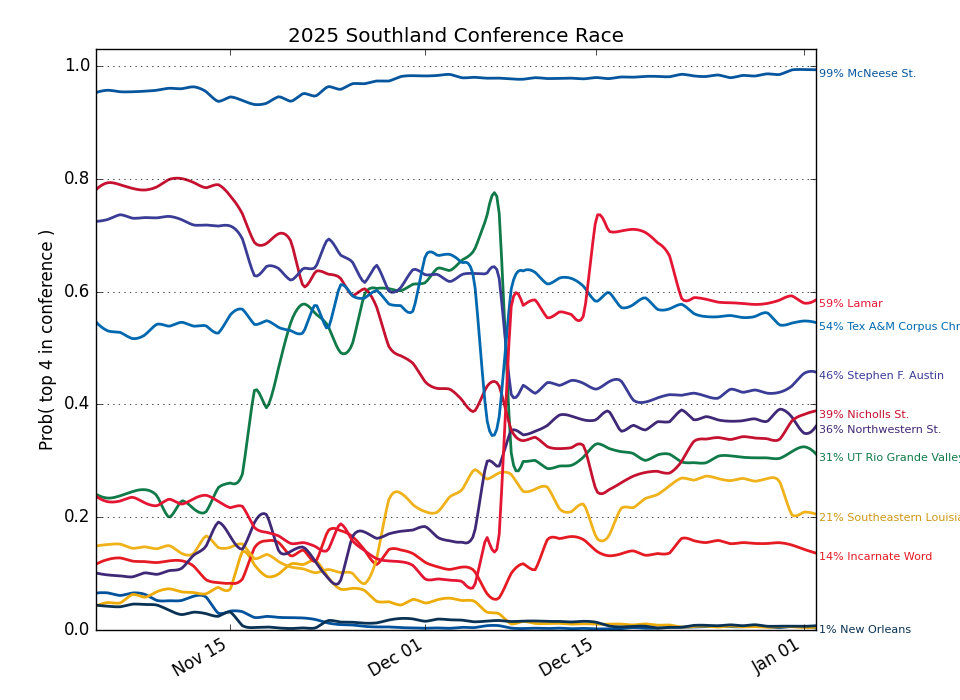 2025 Southland Conference Race
Prob( top 4 in conference )
1.0
0.8
0.6
0.4
0.2
0.0
Nov 15
Dec 01
Dec 15
Jan 01
99% McNeese St.
59% Lamar
54% Tex A&M Corpus Chr
46% Stephen F. Austin
39% Nicholls St.
36% Northwestern St.
31% UT Rio Grande Valley
21% Southeastern Louisia
14% Incarnate Word
1% New Orleans